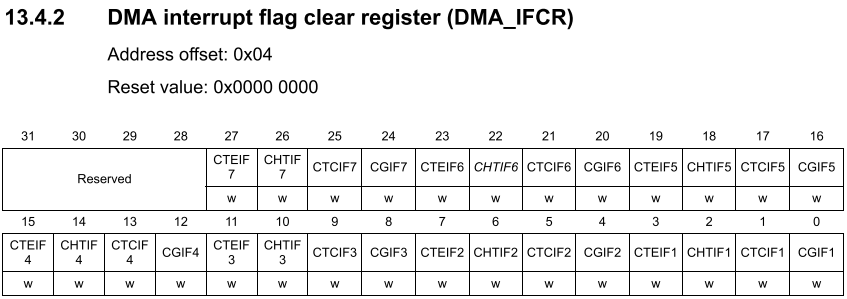 13.4.2 DMA interrupt flag clear register (DMA_IFCR)
Address offset: 0x04
Reset value: 0x0000 0000
31 30 29 28 27 26 25 24 23 22 21 20 19 18 17 16
Reserved CTEIF7 CHTIF7 CTCIF7 CGIF7 CTEIF6 CHTIF6 CTCIF6 CGIF6 CTEIF5 CHTIF5 CTCIF5 CGIF5
w w w w w w w w w w w w
15 14 13 12 11 10 9 8 7 6 5 4 3 2 1 0
CTEIF4 CHTIF4 CTCIF4 CGIF4 CTEIF3 CHTIF3 CTCIF3 CGIF3 CTEIF2 CHTIF2 CTCIF2 CGIF2 CTEIF1 CHTIF1 CTCIF1 CGIF1
w w w w w w w w w w w w w w w w